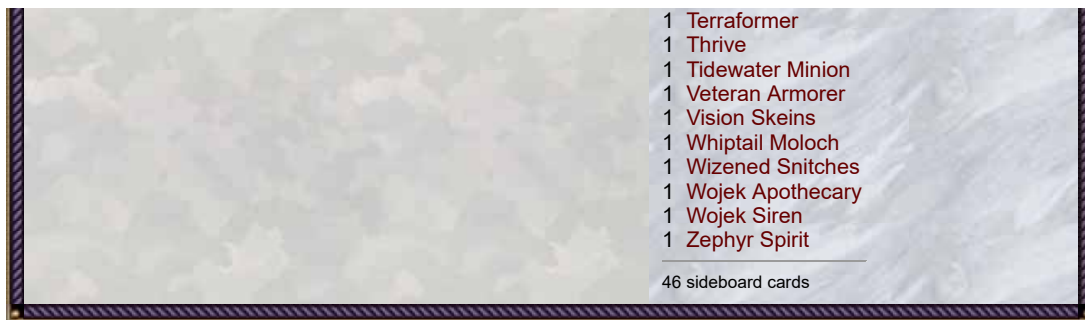 1 Terraformer
1 Thrive
1 Tidewater Minion
1 Veteran Armorer
1 Vision Skeins
1 Whiptail Moloch
1 Wizened Snitches
1 Wojek Apothecary
1 Wojek Siren
1 Zephyr Spirit
46 sideboard cards